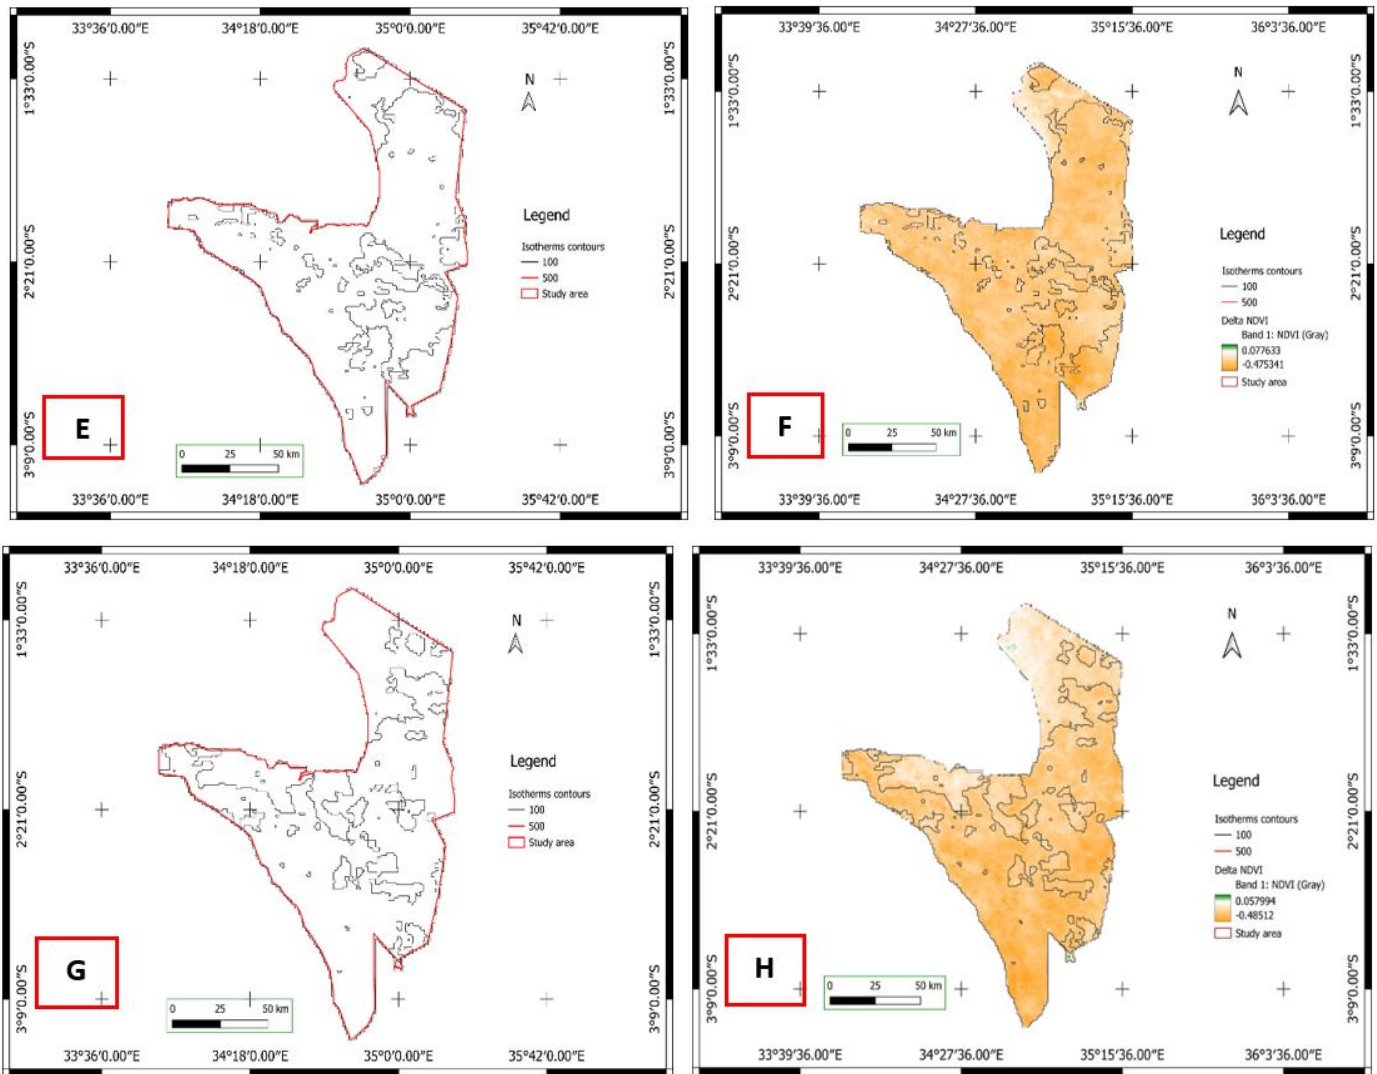 33°36'0.00"E 34°18'0.00"E 35°0'0.00"E 35°42'0.00"E
1°33'0.00"S
2°21'0.00"S
3°9'0.00"S
N
Legend
Isotherms contours
100
500
Study area
E
0 25 50 km
1°33'0.00"S
2°21'0.00"S
3°9'0.00"S
33°36'0.00"E 34°18'0.00"E 35°0'0.00"E 35°42'0.00"E
33°39'36.00"E 34°27'36.00"E 35°15'36.00"E 36°3'36.00"E
1°33'0.00"S
2°21'0.00"S
3°9'0.00"S
N
Legend
Isotherms contours
100
500
Delta NDVI
Band 1: NDVI (Gray)
0.077633
-0.475341
Study area
F
0 25 50 km
1°33'0.00"S
2°21'0.00"S
3°9'0.00"S
33°39'36.00"E 34°27'36.00"E 35°15'36.00"E 36°3'36.00"E
33°36'0.00"E 34°18'0.00"E 35°0'0.00"E 35°42'0.00"E
1°33'0.00"S
2°21'0.00"S
3°9'0.00"S
N
Legend
Isotherms contours
100
500
Study area
G
0 25 50 km
1°33'0.00"S
2°21'0.00"S
3°9'0.00"S
33°36'0.00"E 34°18'0.00"E 35°0'0.00"E 35°42'0.00"E
33°39'36.00"E 34°27'36.00"E 35°15'36.00"E 36°3'36.00"E
1°33'0.00"S
2°21'0.00"S
3°9'0.00"S
N
Legend
Isotherms contours
100
500
Delta NDVI
Band 1: NDVI (Gray)
0.057994
-0.48512
Study area
H
0 25 50 km
1°33'0.00"S
2°21'0.00"S
3°9'0.00"S
33°39'36.00"E 34°27'36.00"E 35°15'36.00"E 36°3'36.00"E